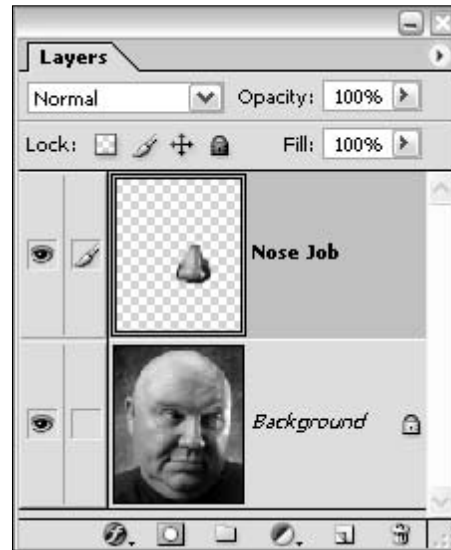 Layers
Normal Opacity: 100%
Lock: Fill: 100%
Nose Job
Background